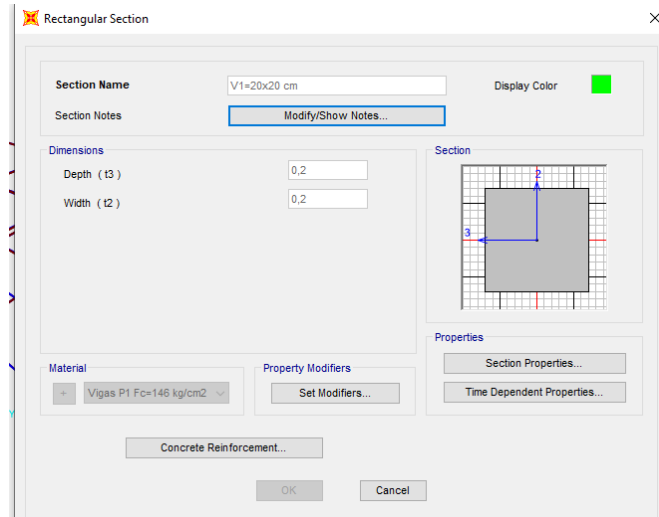 Rectangular Section
Section Name
V1=20x20 cm
Display Color
Section Notes
Modify/Show Notes...
Dimensions
Depth ( t3 )
0,2
Width ( t2 )
0,2
Section
2
3
Properties
Section Properties...
Time Dependent Properties...
Material
+
Vigas P1 Fc=146 kg/cm2
Property Modifiers
Set Modifiers...
Concrete Reinforcement...
OK
Cancel
Y